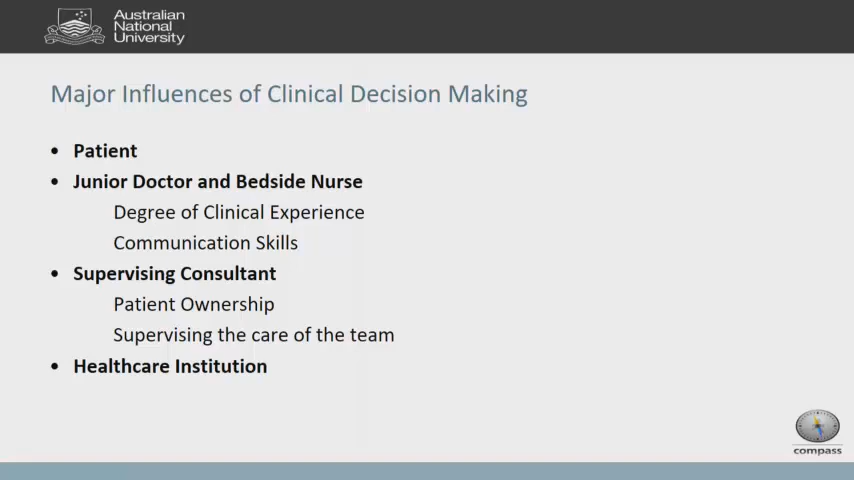 Australian
National
University
Major Influences of Clinical Decision Making
• Patient
• Junior Doctor and Bedside Nurse
Degree of Clinical Experience
Communication Skills
• Supervising Consultant
Patient Ownership
Supervising the care of the team
• Healthcare Institution
compass